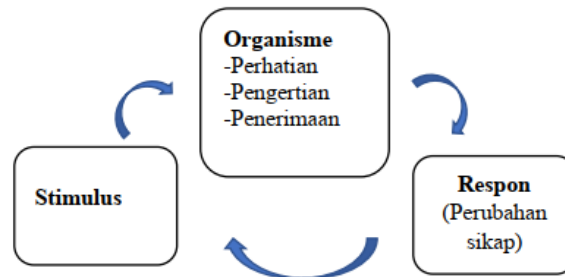 Organisme
-Perhatian
-Pengertian
-Penerimaan
Stimulus
Respon
(Perubahan
sikap)